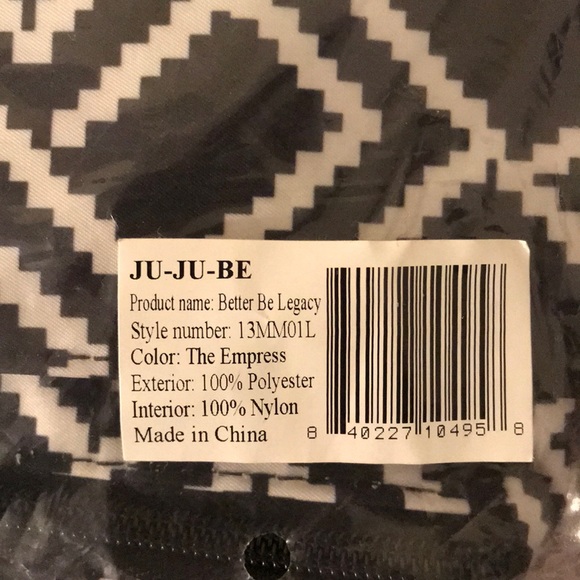 JU-JU-BE
Product name: Better Be Legacy
Style number: 13MM01L
Color: The Empress
Exterior: 100% Polyester
Interior: 100% Nylon
Made in China
8 40227 10495 8